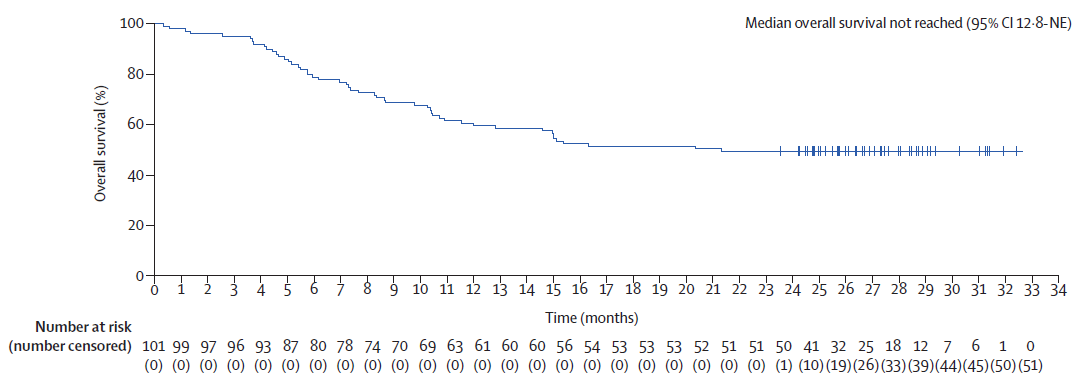 Median overall survival not reached (95% CI 12·8-NE)
Overall survival (%)
100
80
60
40
20
0
0 1 2 3 4 5 6 7 8 9 10 11 12 13 14 15 16 17 18 19 20 21 22 23 24 25 26 27 28 29 30 31 32 33 34
Time (months)
Number at risk
(number censored) 101 99 97 96 93 87 80 78 74 70 69 63 61 60 60 56 54 53 53 53 52 51 51 50 41 32 25 18 12 7 6 1 0
(0) (0) (0) (0) (0) (0) (0) (0) (0) (0) (0) (0) (0) (0) (0) (0) (0) (0) (0) (0) (0) (0) (0) (1) (10) (19) (26) (33) (39) (44) (45) (50) (51)